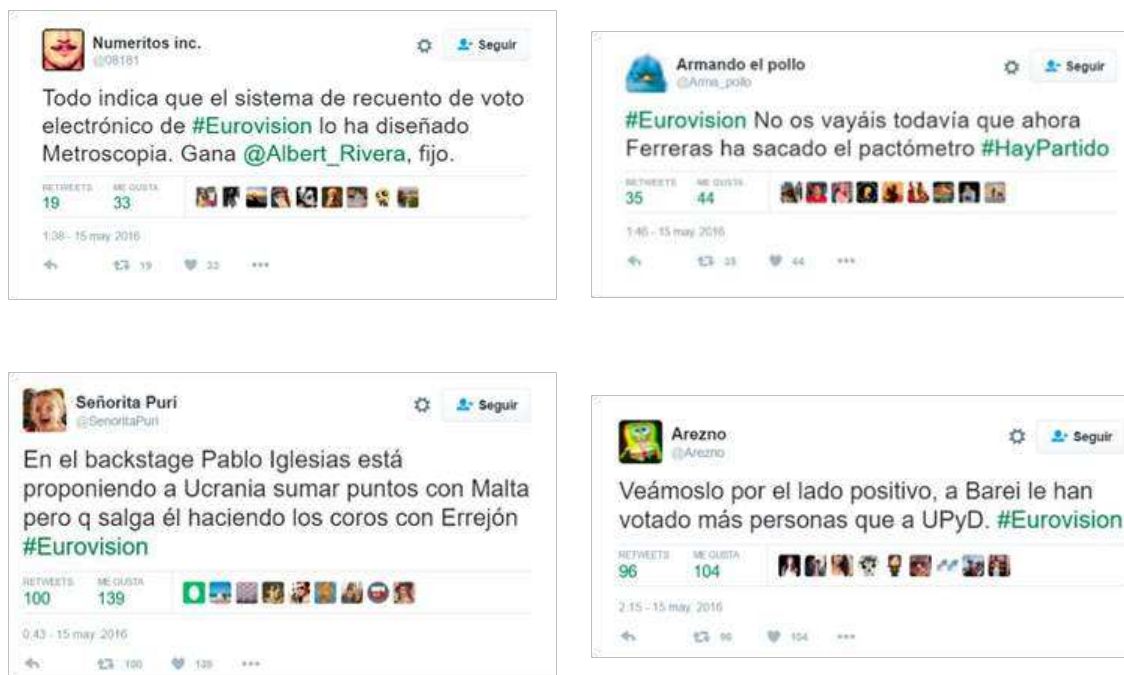 Numeritos inc.
@08181
Seguir
Todo indica que el sistema de recuento de voto
electrónico de #Eurovision lo ha diseñado
Metroscopia. Gana @Albert_Rivera, fijo.
RETWEETS ME GUSTA
19 33
1:38 - 15 may. 2016
19 33
Armando el pollo
@Arma_pollo
Seguir
#Eurovision No os vayáis todavía que ahora
Ferreras ha sacado el pactómetro #HayPartido
RETWEETS ME GUSTA
35 44
1:46 - 15 may. 2016
35 44
Señorita Puri
@SenoritaPuri
Seguir
En el backstage Pablo Iglesias está
proponiendo a Ucrania sumar puntos con Malta
pero q salga él haciendo los coros con Errejón
#Eurovision
RETWEETS ME GUSTA
100 139
0:43 - 15 may. 2016
100 139
Arezno
@Arezno
Seguir
Veámoslo por el lado positivo, a Barei le han
votado más personas que a UPyD. #Eurovision
RETWEETS ME GUSTA
96 104
2:15 - 15 may. 2016
96 104